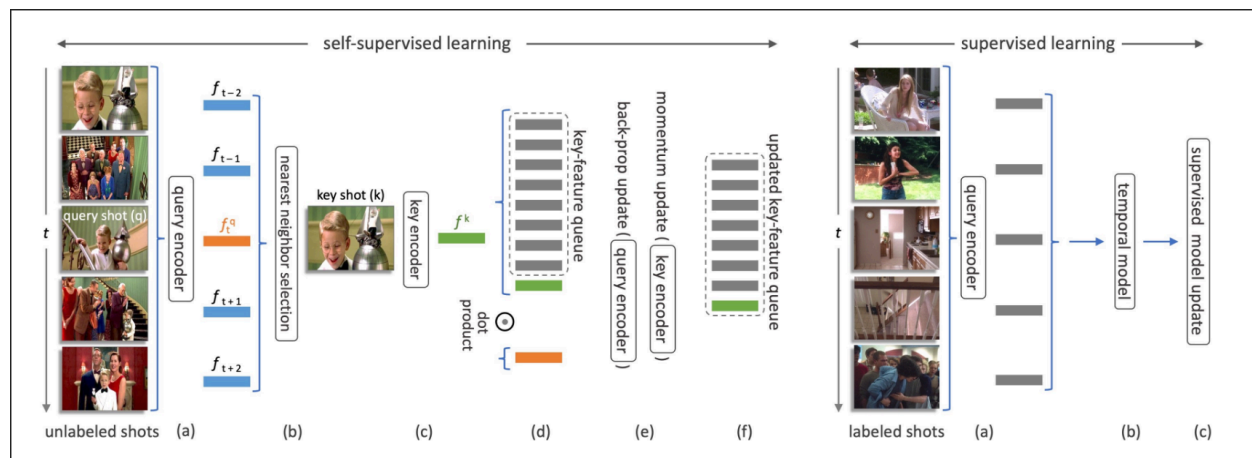 self-supervised learning
supervised learning
t
query shot (q)
unlabeled shots
query encoder
(a)
f t−2
f t−1
f t q
f t+1
f t+2
nearest neighbor selection
(b)
key shot (k)
key encoder
(c)
f k
key-feature queue
dot product
(d)
back-prop update ( query encoder )
momentum update ( key encoder )
(e)
updated key-feature queue
(f)
t
labeled shots
query encoder
(a)
temporal model
(b)
supervised model update
(c)